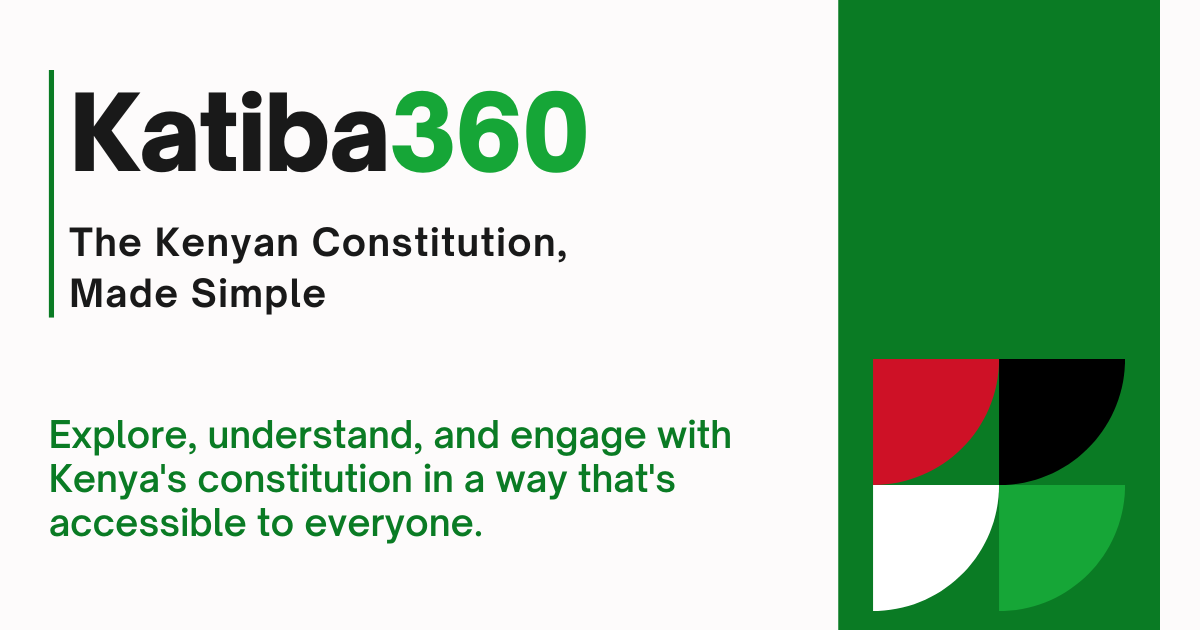 Katiba360
The Kenyan Constitution,
Made Simple
Explore, understand, and engage with
Kenya's constitution in a way that's
accessible to everyone.